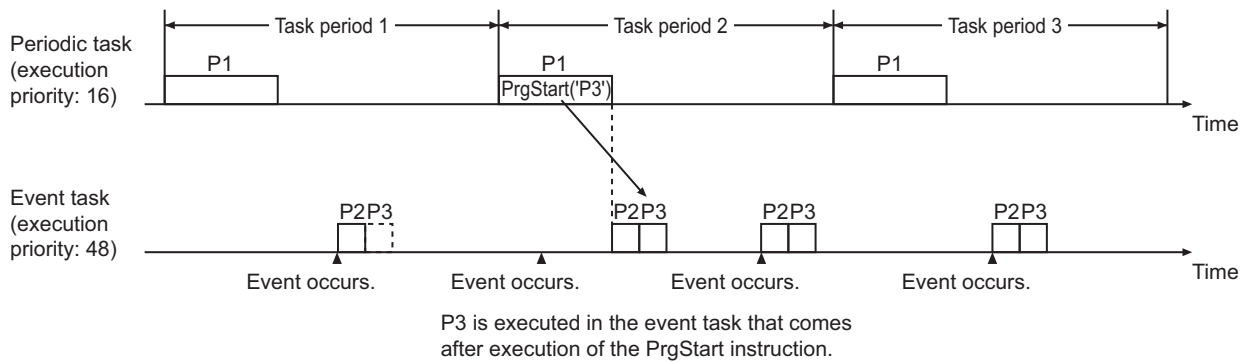 Task period 1 Task period 2 Task period 3
Periodic task
(execution
priority: 16)
P1 P1 P1
PrgStart('P3')
Time
Event task
(execution
priority: 48)
P2P3 P2P3 P2P3 P2P3
Time
Event occurs. Event occurs. Event occurs. Event occurs.
P3 is executed in the event task that comes
after execution of the PrgStart instruction.